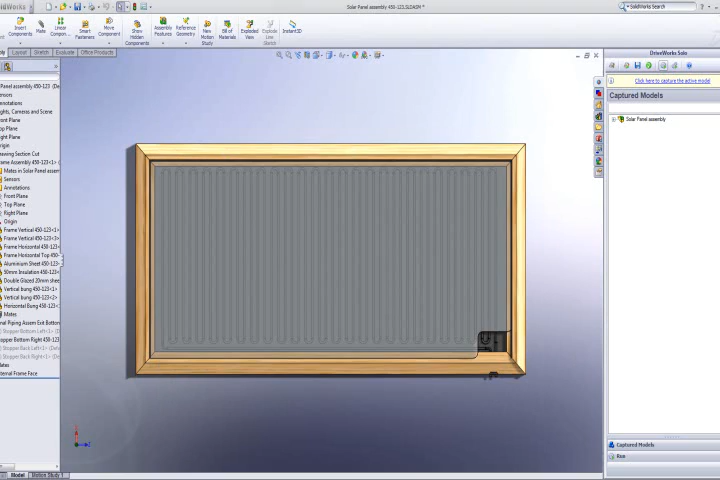 SolidWorks
Solar Panel assembly 450-123.SLDASM *
SolidWorks Search
Insert Components
Mate
Linear Compon...
Smart Fasteners
Move Component
Show Hidden Components
Assembly Features
Reference Geometry
New Motion Study
Bill of Materials
Exploded View
Explode Line Sketch
Instant3D
Layout
Sketch
Evaluate
Office Products
DriveWorks Solo
Click here to capture the active model
Captured Models
Solar Panel assembly
Panel assembly 450-123 (De
ensors
nnotations
ghts, Cameras and Scene
ront Plane
op Plane
ight Plane
rigin
rawing Section Cut
rame Assembly 450-123<1> (
Mates in Solar Panel assem
Sensors
Annotations
Front Plane
Top Plane
Right Plane
Origin
Frame Vertical 450-123<1>
Frame Vertical 450-123<3>
Frame Horizontal 450-123
Frame Horizontal Top 450-
Aluminium Sheet 450-123
50mm Insulation 450-123
Double Glazed 20mm shee
Vertical bung 450-123<1>
Vertical bung 450-123<2>
Horizontal Bung 450-123<
Mates
nal Piping Assem Exit Bottom
Stopper Bottom Left<1> (D
topper Bottom Right 450-123
Stopper Back Left<1> (De
Stopper Back Right<1> (De
ates
ternal Frame Face
Captured Models
Run
Model
Motion Study 1